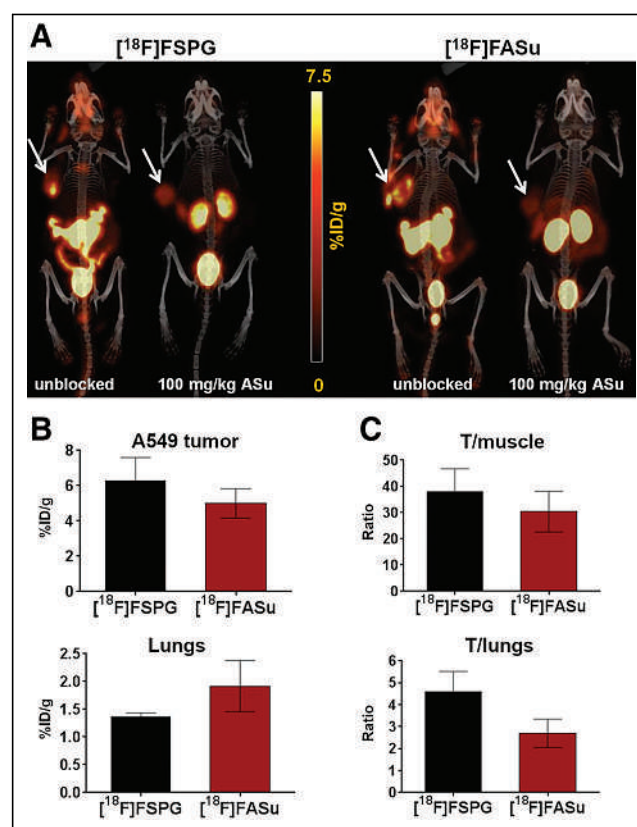 A
[¹⁸F]FSPG
[¹⁸F]FASu
7.5
%ID/g
0
unblocked
100 mg/kg ASu
unblocked
100 mg/kg ASu
B
A549 tumor
%ID/g
8
6
4
2
0
[¹⁸F]FSPG
[¹⁸F]FASu
Lungs
%ID/g
2.5
2.0
1.5
1.0
0.5
0.0
[¹⁸F]FSPG
[¹⁸F]FASu
C
T/muscle
Ratio
50
40
30
20
10
0
[¹⁸F]FSPG
[¹⁸F]FASu
T/lungs
Ratio
6
5
4
3
2
1
0
[¹⁸F]FSPG
[¹⁸F]FASu